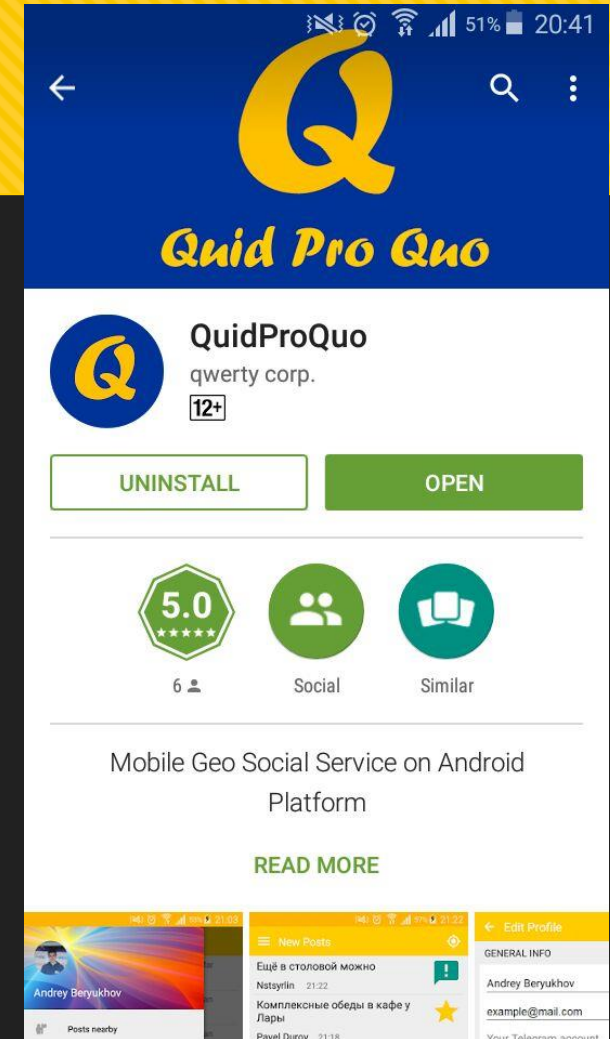 51% 20:41
Q
Quid Pro Quo
Q
QuidProQuo
qwerty corp.
12+
UNINSTALL
OPEN
5.0
6
Social
Similar
Mobile Geo Social Service on Android
Platform
READ MORE
21:03
Andrey Beryukhov
Posts nearby
21:22
New Posts
Ещё в столовой можно
Nstsyrlin 21:22
Комплексные обеды в кафе у
Лары
Pavel Durov 21:18
Edit Profile
GENERAL INFO
Andrey Beryukhov
example@mail.com
Your Telegram account